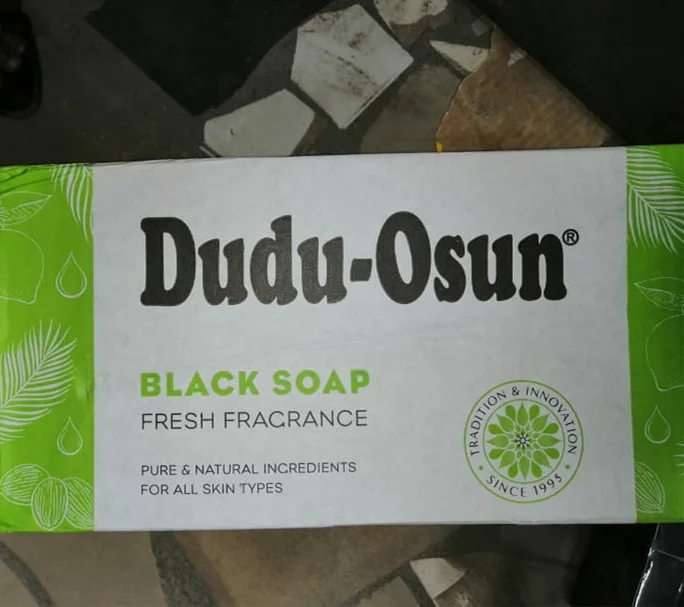 Dudu-Osun®
BLACK SOAP
FRESH FRAGRANCE
PURE & NATURAL INGREDIENTS
FOR ALL SKIN TYPES
TRADITION & INNOVATION
• SINCE 1995 •